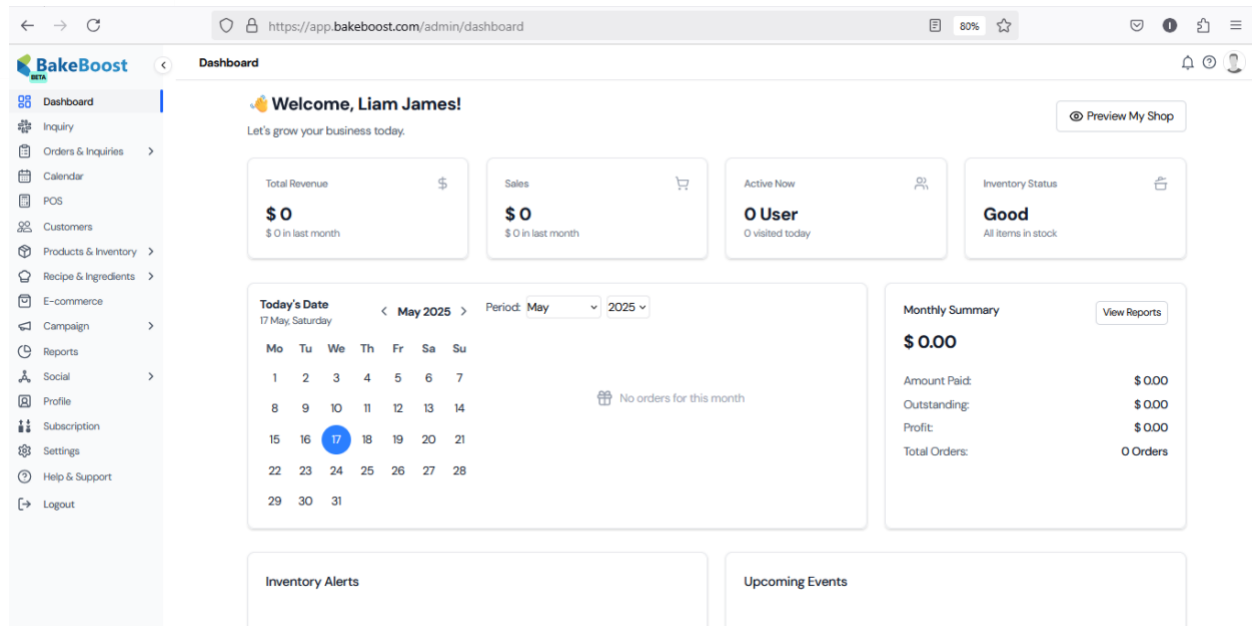 https://app.bakeboost.com/admin/dashboard
80%
BakeBoost
BETA
Dashboard
Inquiry
Orders & Inquiries
Calendar
POS
Customers
Products & Inventory
Recipe & Ingredients
E-commerce
Campaign
Reports
Social
Profile
Subscription
Settings
Help & Support
Logout
Dashboard
Welcome, Liam James!
Let's grow your business today.
Preview My Shop
Total Revenue
$ 0
$ 0 in last month
Sales
$ 0
$ 0 in last month
Active Now
0 User
0 visited today
Inventory Status
Good
All items in stock
Today's Date
17 May, Saturday
May 2025
Period: May 2025
Mo Tu We Th Fr Sa Su
1 2 3 4 5 6 7
8 9 10 11 12 13 14
15 16 17 18 19 20 21
22 23 24 25 26 27 28
29 30 31
No orders for this month
Monthly Summary
View Reports
$ 0.00
Amount Paid: $ 0.00
Outstanding: $ 0.00
Profit: $ 0.00
Total Orders: 0 Orders
Inventory Alerts
Upcoming Events